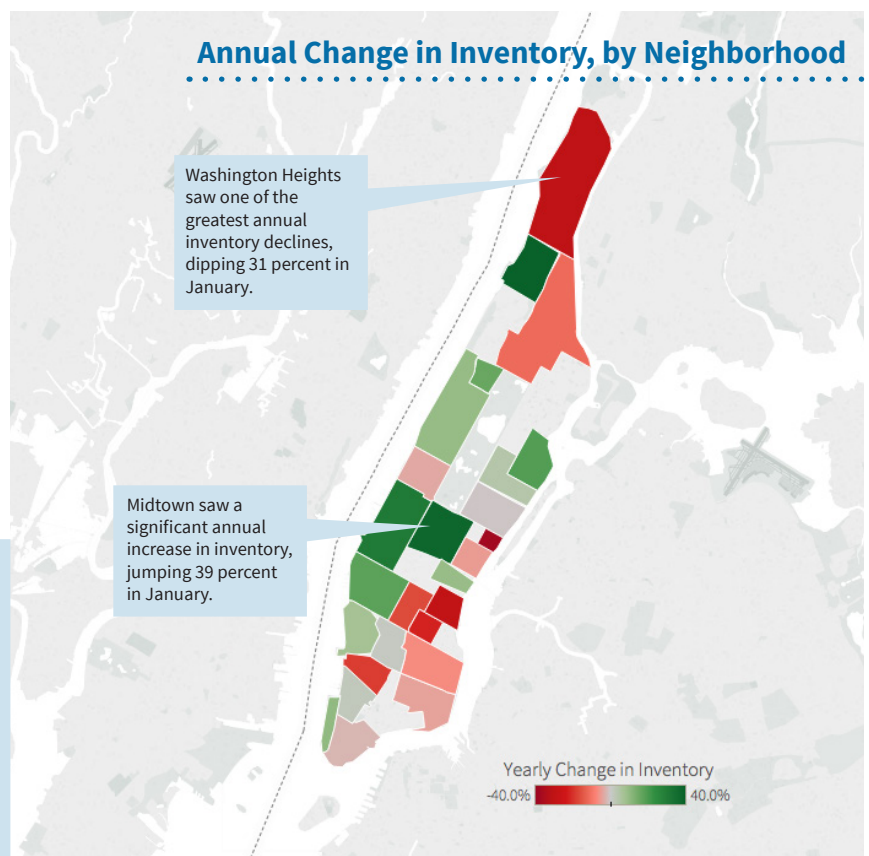 Annual Change in Inventory, by Neighborhood
Washington Heights
saw one of the
greatest annual
inventory declines,
dipping 31 percent in
January.
Midtown saw a
significant annual
increase in inventory,
jumping 39 percent
in January.
Yearly Change in Inventory
-40.0% 40.0%